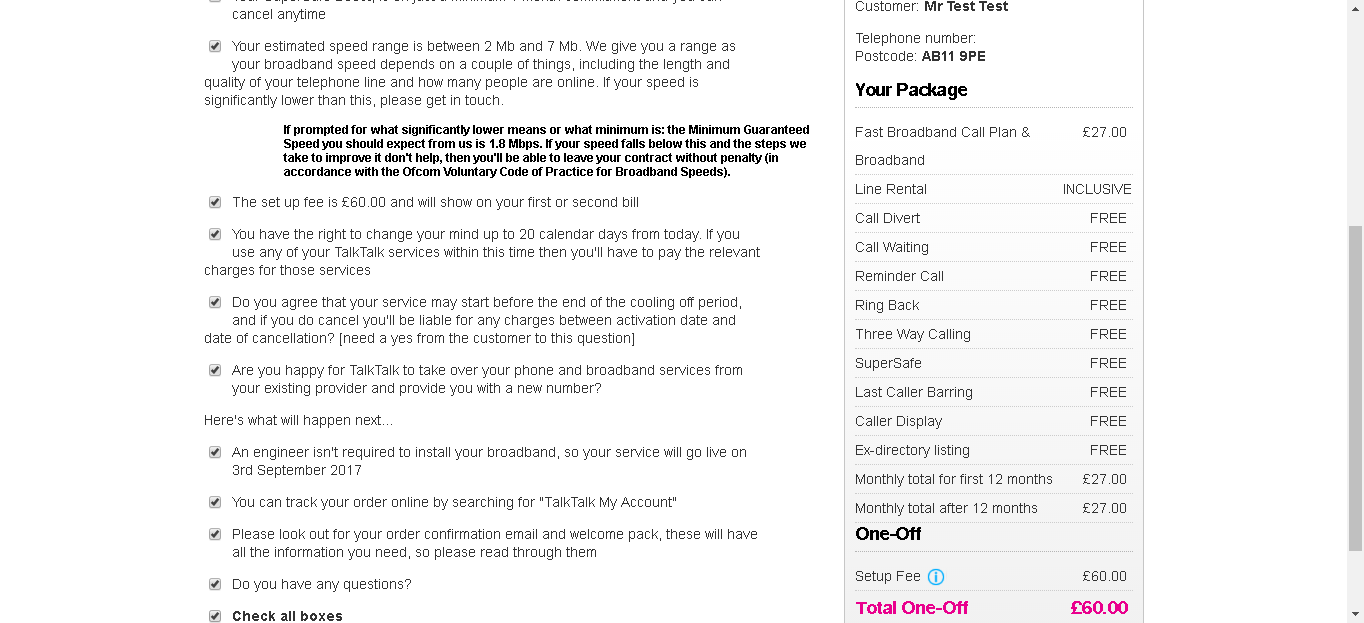 cancel anytime
Your estimated speed range is between 2 Mb and 7 Mb. We give you a range as
your broadband speed depends on a couple of things, including the length and
quality of your telephone line and how many people are online. If your speed is
significantly lower than this, please get in touch.
If prompted for what significantly lower means or what minimum is: the Minimum Guaranteed
Speed you should expect from us is 1.8 Mbps. If your speed falls below this and the steps we
take to improve it don't help, then you'll be able to leave your contract without penalty (in
accordance with the Ofcom Voluntary Code of Practice for Broadband Speeds).
The set up fee is £60.00 and will show on your first or second bill
You have the right to change your mind up to 20 calendar days from today. If you
use any of your TalkTalk services within this time then you'll have to pay the relevant
charges for those services
Do you agree that your service may start before the end of the cooling off period,
and if you do cancel you'll be liable for any charges between activation date and
date of cancellation? [need a yes from the customer to this question]
Are you happy for TalkTalk to take over your phone and broadband services from
your existing provider and provide you with a new number?
Here's what will happen next...
An engineer isn't required to install your broadband, so your service will go live on
3rd September 2017
You can track your order online by searching for "TalkTalk My Account"
Please look out for your order confirmation email and welcome pack, these will have
all the information you need, so please read through them
Do you have any questions?
Check all boxes
Customer: Mr Test Test
Telephone number:
Postcode: AB11 9PE
Your Package
Fast Broadband Call Plan & £27.00
Broadband
Line Rental INCLUSIVE
Call Divert FREE
Call Waiting FREE
Reminder Call FREE
Ring Back FREE
Three Way Calling FREE
SuperSafe FREE
Last Caller Barring FREE
Caller Display FREE
Ex-directory listing FREE
Monthly total for first 12 months £27.00
Monthly total after 12 months £27.00
One-Off
Setup Fee £60.00
Total One-Off £60.00